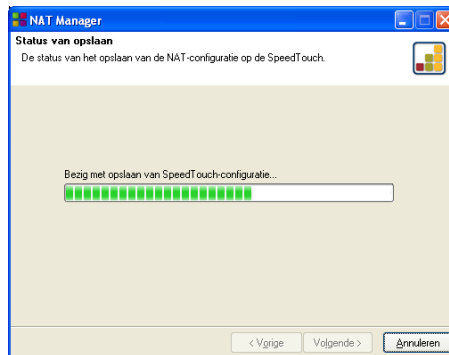 NAT Manager
Status van opslaan
De status van het opslaan van de NAT-configuratie op de SpeedTouch.
Bezig met opslaan van SpeedTouch-configuratie...
< Vorige Volgende > Annuleren